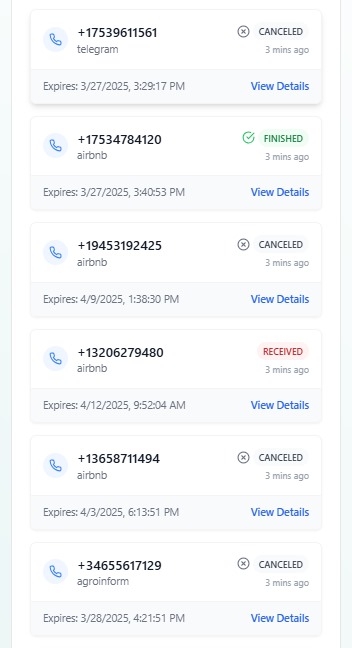 +17539611561 CANCELED
telegram 3 mins ago
Expires: 3/27/2025, 3:29:17 PM View Details
+17534784120 FINISHED
airbnb 3 mins ago
Expires: 3/27/2025, 3:40:53 PM View Details
+19453192425 CANCELED
airbnb 3 mins ago
Expires: 4/9/2025, 1:38:30 PM View Details
+13206279480 RECEIVED
airbnb 3 mins ago
Expires: 4/12/2025, 9:52:04 AM View Details
+13658711494 CANCELED
airbnb 3 mins ago
Expires: 4/3/2025, 6:13:51 PM View Details
+34655617129 CANCELED
agroinform 3 mins ago
Expires: 3/28/2025, 4:21:51 PM View Details